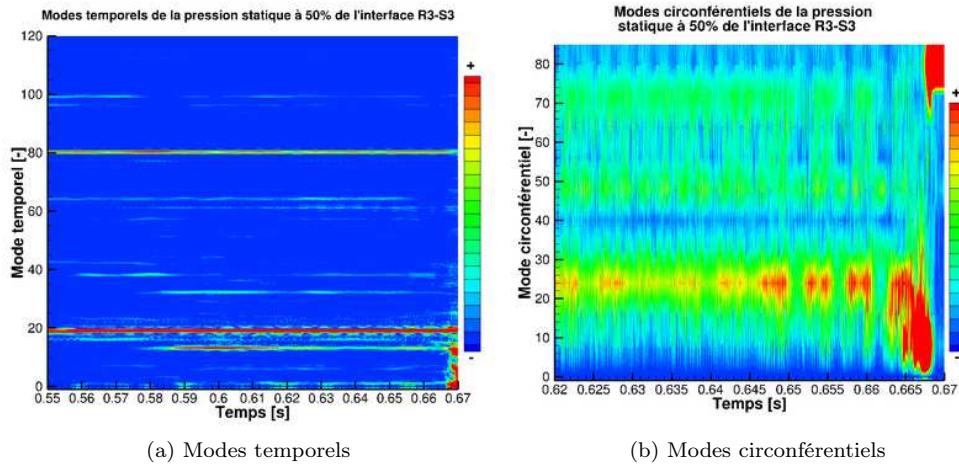 Modes temporels de la pression statique à 50% de l'interface R3-S3
120
100
80
60
40
20
0
Mode temporel [-]
0.55 0.56 0.57 0.58 0.59 0.6 0.61 0.62 0.63 0.64 0.65 0.66 0.67
Temps [s]
+
-
(a) Modes temporels
Modes circonférentiels de la pression
statique à 50% de l'interface R3-S3
80
70
60
50
40
30
20
10
0
Mode circonférentiel [-]
0.62 0.625 0.63 0.635 0.64 0.645 0.65 0.655 0.66 0.665 0.67
Temps [s]
+
-
(b) Modes circonférentiels